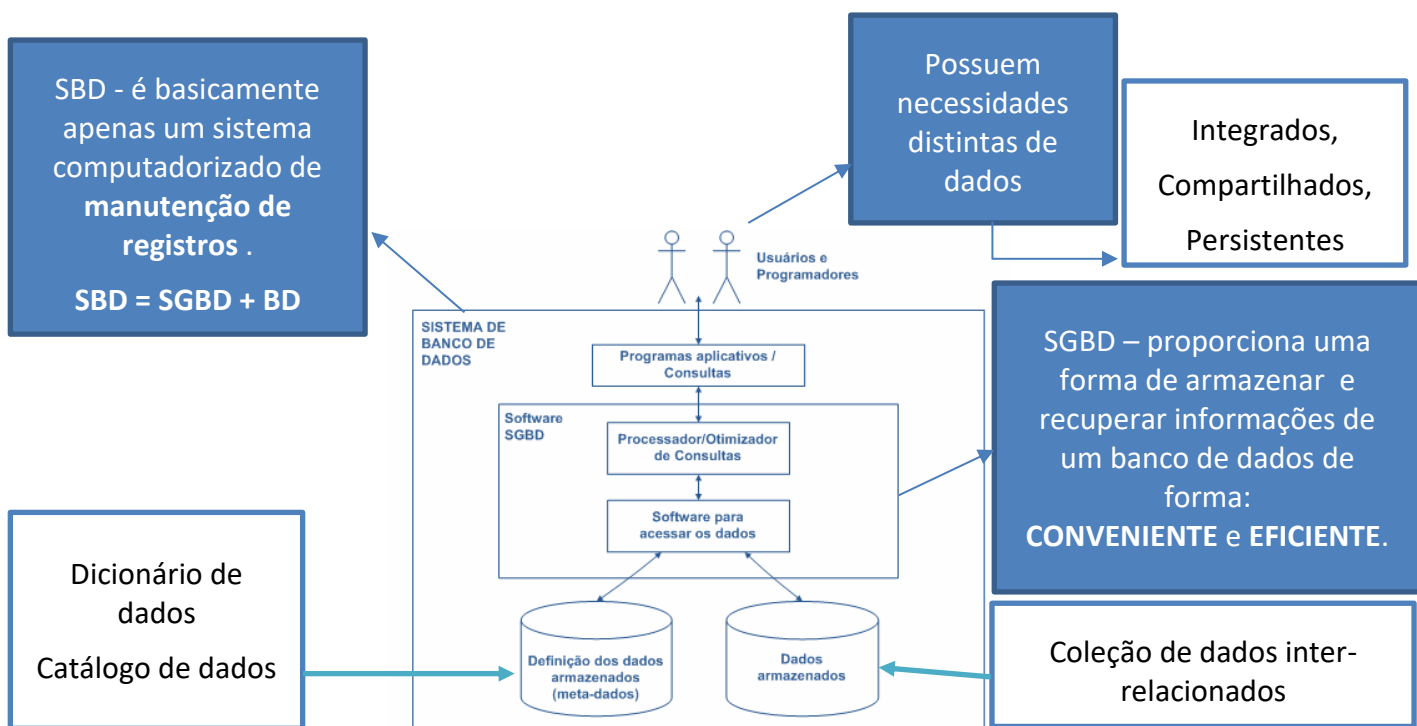 SBD - é basicamente
apenas um sistema
computadorizado de
manutenção de
registros .
SBD = SGBD + BD
Possuem
necessidades
distintas de
dados
Integrados,
Compartilhados,
Persistentes
Usuários e
Programadores
SISTEMA DE
BANCO DE
DADOS
Programas aplicativos /
Consultas
Software
SGBD
Processador/Otimizador
de Consultas
Software para
acessar os dados
SGBD – proporciona uma
forma de armazenar e
recuperar informações de
um banco de dados de
forma:
CONVENIENTE e EFICIENTE.
Dicionário de
dados
Catálogo de dados
Definição dos dados
armazenados
(meta-dados)
Dados
armazenados
Coleção de dados inter-
relacionados